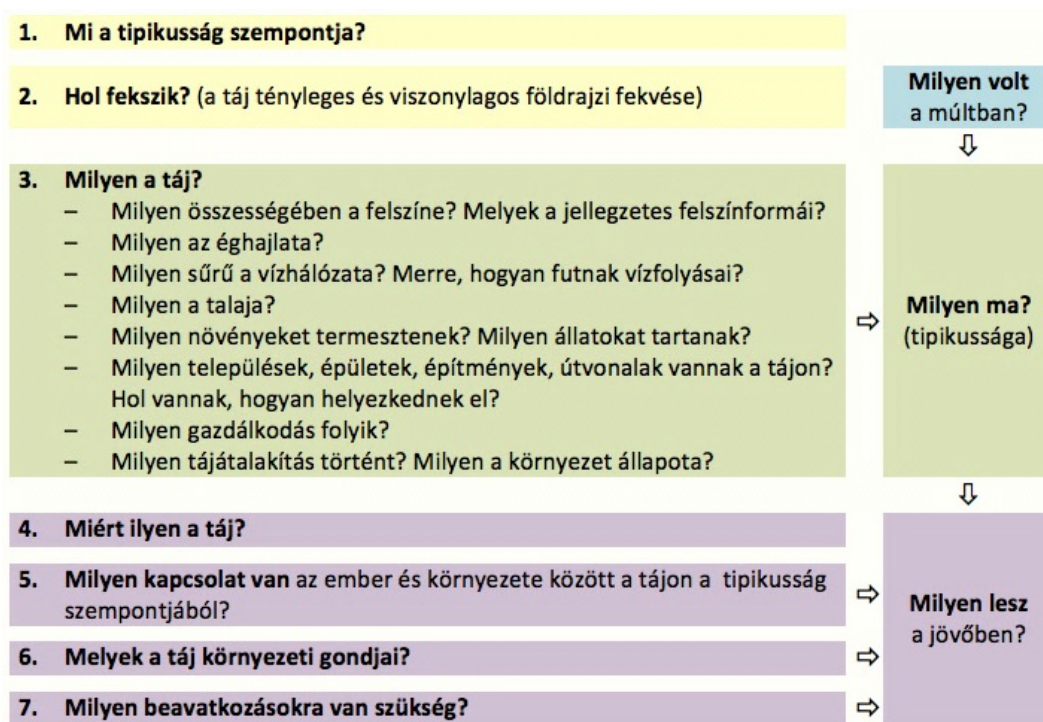 1. Mi a tipikusság szempontja?
2. Hol fekszik? (a táj tényleges és viszonylagos földrajzi fekvése)
Milyen volt
a múltban?
⇩
3. Milyen a táj?
– Milyen összességében a felszíne? Melyek a jellegzetes felszínformái?
– Milyen az éghajlata?
– Milyen sűrű a vízhálózata? Merre, hogyan futnak vízfolyásai?
– Milyen a talaja?
– Milyen növényeket termesztenek? Milyen állatokat tartanak?
– Milyen települések, épületek, építmények, útvonalak vannak a tájon?
Hol vannak, hogyan helyezkednek el?
– Milyen gazdálkodás folyik?
– Milyen tájátalakítás történt? Milyen a környezet állapota?
⇨
Milyen ma?
(tipikussága)
⇩
4. Miért ilyen a táj?
5. Milyen kapcsolat van az ember és környezete között a tájon a tipikusság
szempontjából?
⇨
6. Melyek a táj környezeti gondjai?
⇨
7. Milyen beavatkozásokra van szükség?
⇨
Milyen lesz
a jövőben?